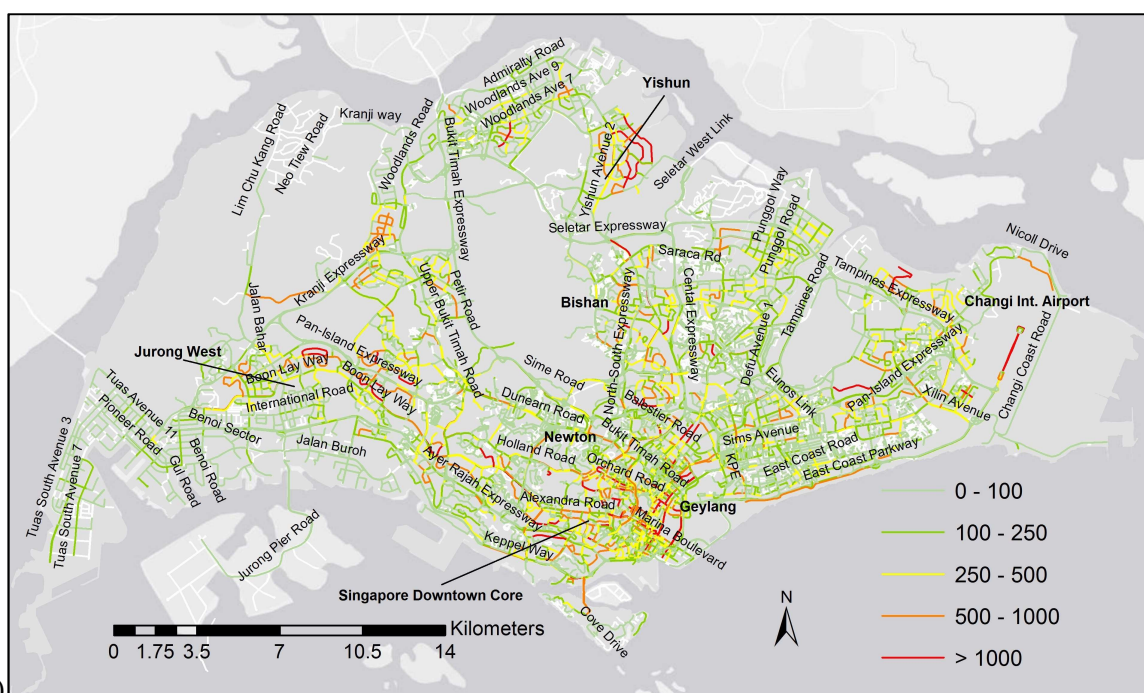 Admiralty Road
Woodlands Ave 9
Woodlands Ave 7
Yishun
Kranji way
Lim Chu Kang Road
Neo Tiew Road
Woodlands Road
Bukit Timah Expressway
Yishun Avenue 2
Seletar West Link
Seletar Expressway
Punggol Way
Punggol Road
Saraca Rd
Nicoll Drive
Kranji Expressway
Upper Bukit Timah Road
Petir Road
Bishan
Cental Expressway
Tampines Road
Tampines Expressway
Changi Int. Airport
Jalan Bahar
Pan-Island Expressway
North-South Expressway
Defu Avenue 1
Changi Coast Road
Jurong West
Boon Lay Way
Boon Lay Way
Sime Road
Eunos Link
Pan-Island Expressway
Xilin Avenue
International Road
Dunearn Road
Balestier Road
Tuas Avenue 11
Pioneer Road
Benoi Sector
Newton
Bukit Timah Road
Sims Avenue
Tuas South Avenue 3
Jalan Buroh
Holland Road
Orchard Road
KPE
East Coast Road
East Coast Parkway
Gul Road
Benoi Road
Ayer Rajah Expressway
Tuas South Avenue 7
Alexandra Road
Geylang
Marina Boulevard
Jurong Pier Road
Keppel Way
Singapore Downtown Core
Cove Drive
0 - 100
100 - 250
250 - 500
500 - 1000
> 1000
N
Kilometers
0 1.75 3.5 7 10.5 14